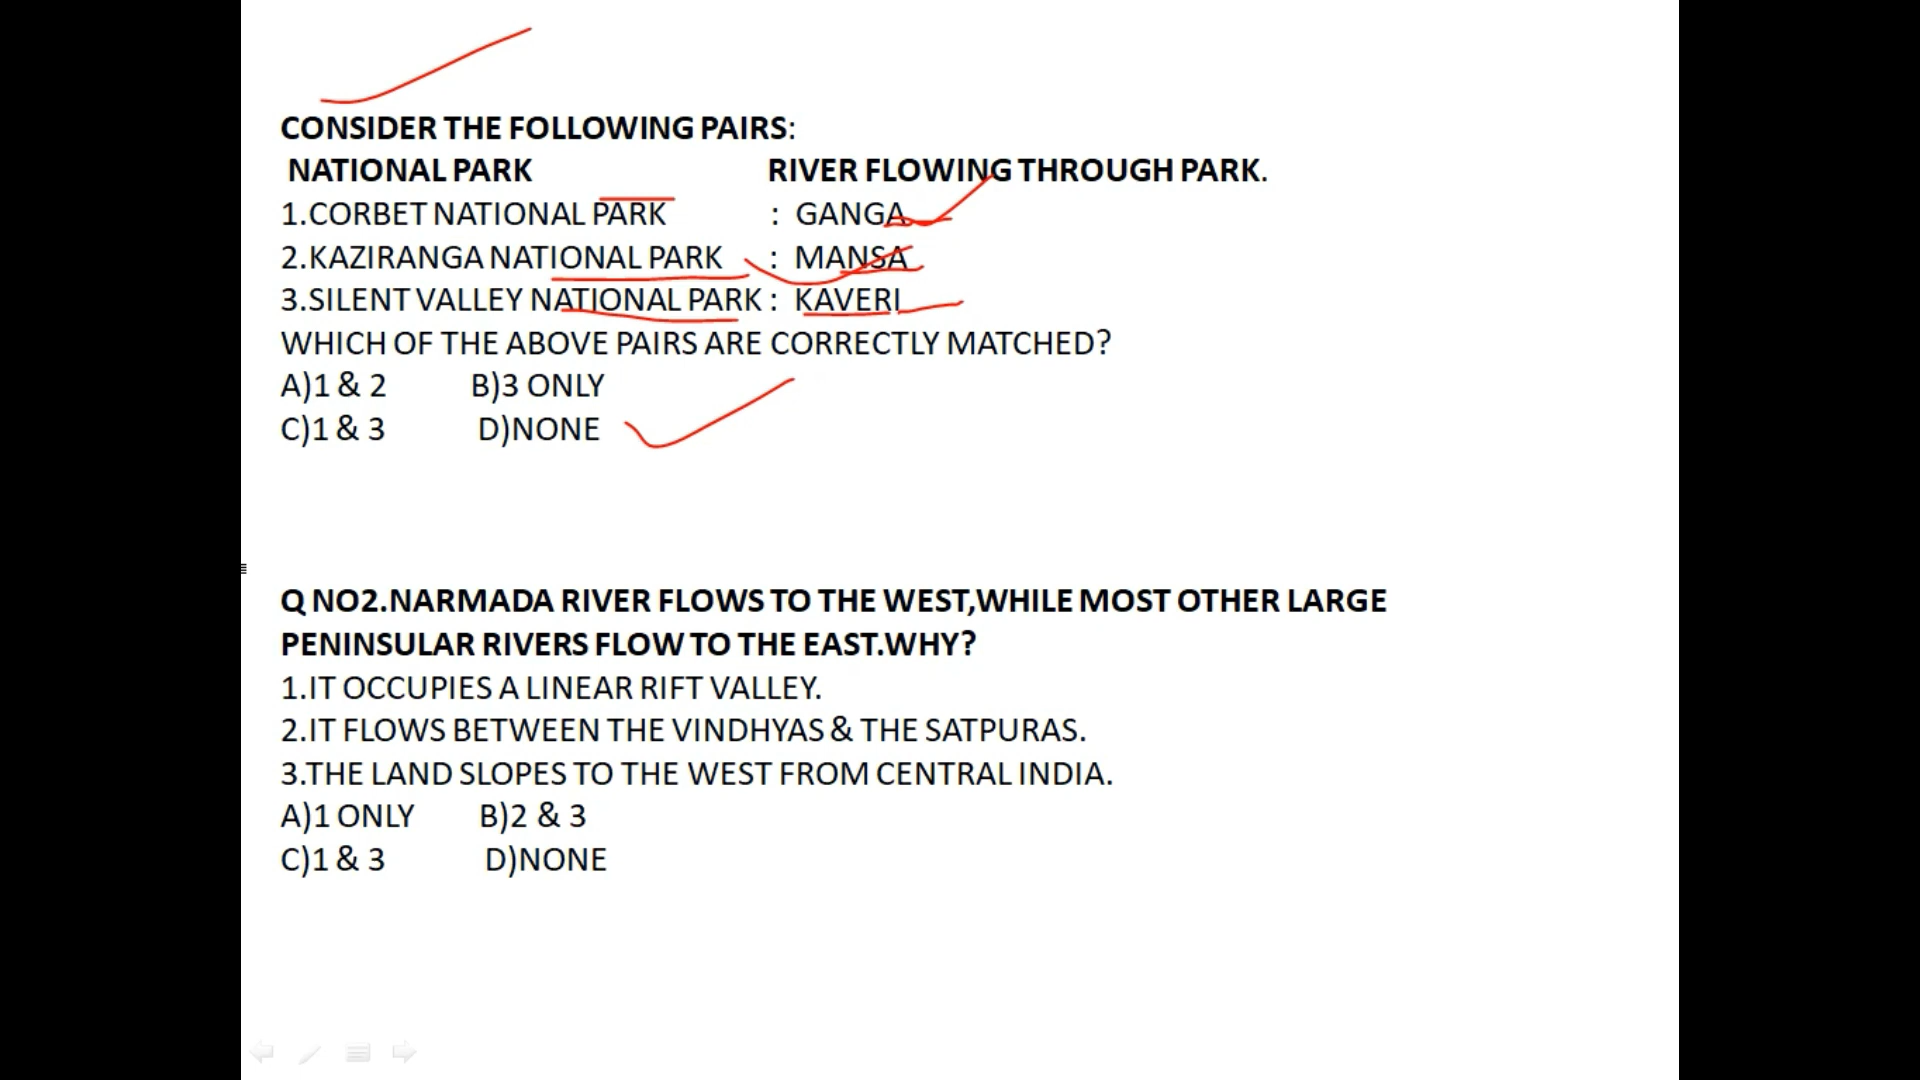 CONSIDER THE FOLLOWING PAIRS:
NATIONAL PARK RIVER FLOWING THROUGH PARK.
1.CORBET NATIONAL PARK : GANGA
2.KAZIRANGA NATIONAL PARK : MANSA
3.SILENT VALLEY NATIONAL PARK : KAVERI
WHICH OF THE ABOVE PAIRS ARE CORRECTLY MATCHED?
A)1 & 2 B)3 ONLY
C)1 & 3 D)NONE
Q NO2.NARMADA RIVER FLOWS TO THE WEST,WHILE MOST OTHER LARGE
PENINSULAR RIVERS FLOW TO THE EAST.WHY?
1.IT OCCUPIES A LINEAR RIFT VALLEY.
2.IT FLOWS BETWEEN THE VINDHYAS & THE SATPURAS.
3.THE LAND SLOPES TO THE WEST FROM CENTRAL INDIA.
A)1 ONLY B)2 & 3
C)1 & 3 D)NONE